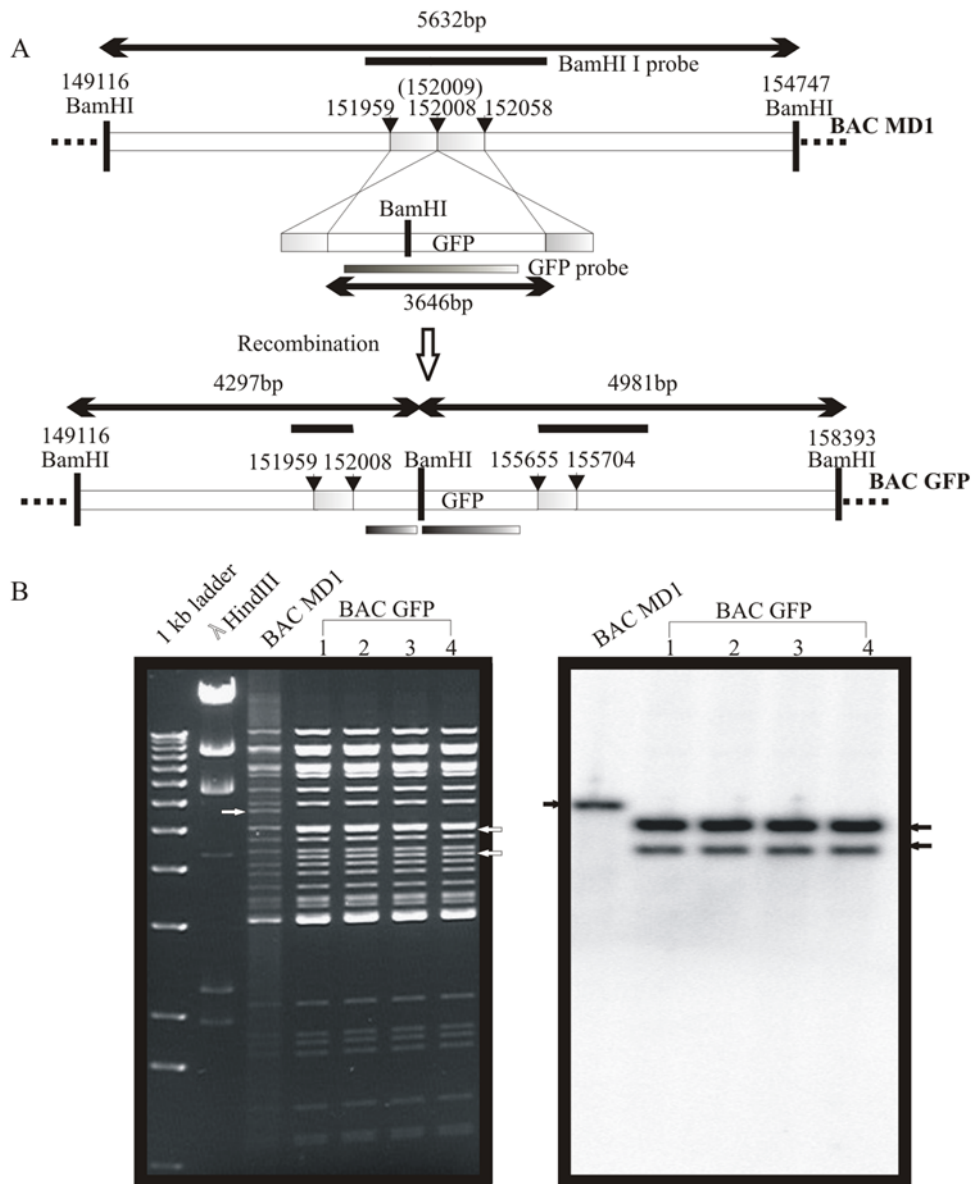 A
5632bp
BamHI I probe
149116
BamHI
(152009)
151959 152008 152058
154747
BamHI
BAC MD1
BamHI
GFP
GFP probe
3646bp
Recombination
4297bp
4981bp
149116
BamHI
151959 152008
BamHI
155655 155704
158393
BamHI
GFP
BAC GFP
B
1 kb ladder
λ HindIII
BAC MD1
BAC GFP
1 2 3 4
BAC MD1
BAC GFP
1 2 3 4